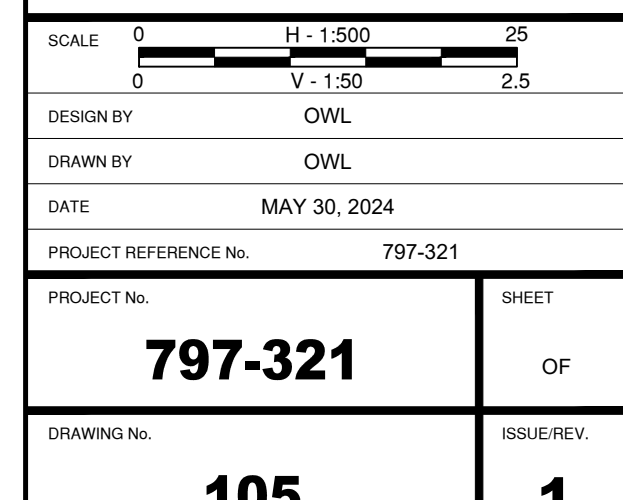 SCALE 0 H - 1:500 25
0 V - 1:50 2.5
DESIGN BY OWL
DRAWN BY OWL
DATE MAY 30, 2024
PROJECT REFERENCE No. 797-321
PROJECT No. SHEET
797-321 OF
DRAWING No. ISSUE/REV.
105 1